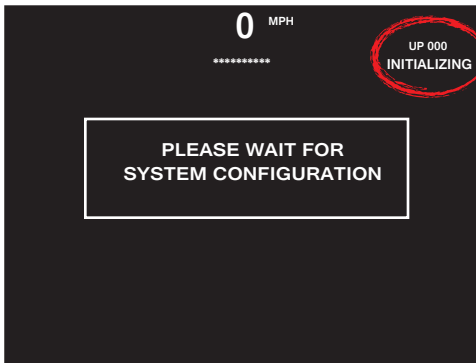 0 MPH
**********
UP 000
INITIALIZING
PLEASE WAIT FOR
SYSTEM CONFIGURATION